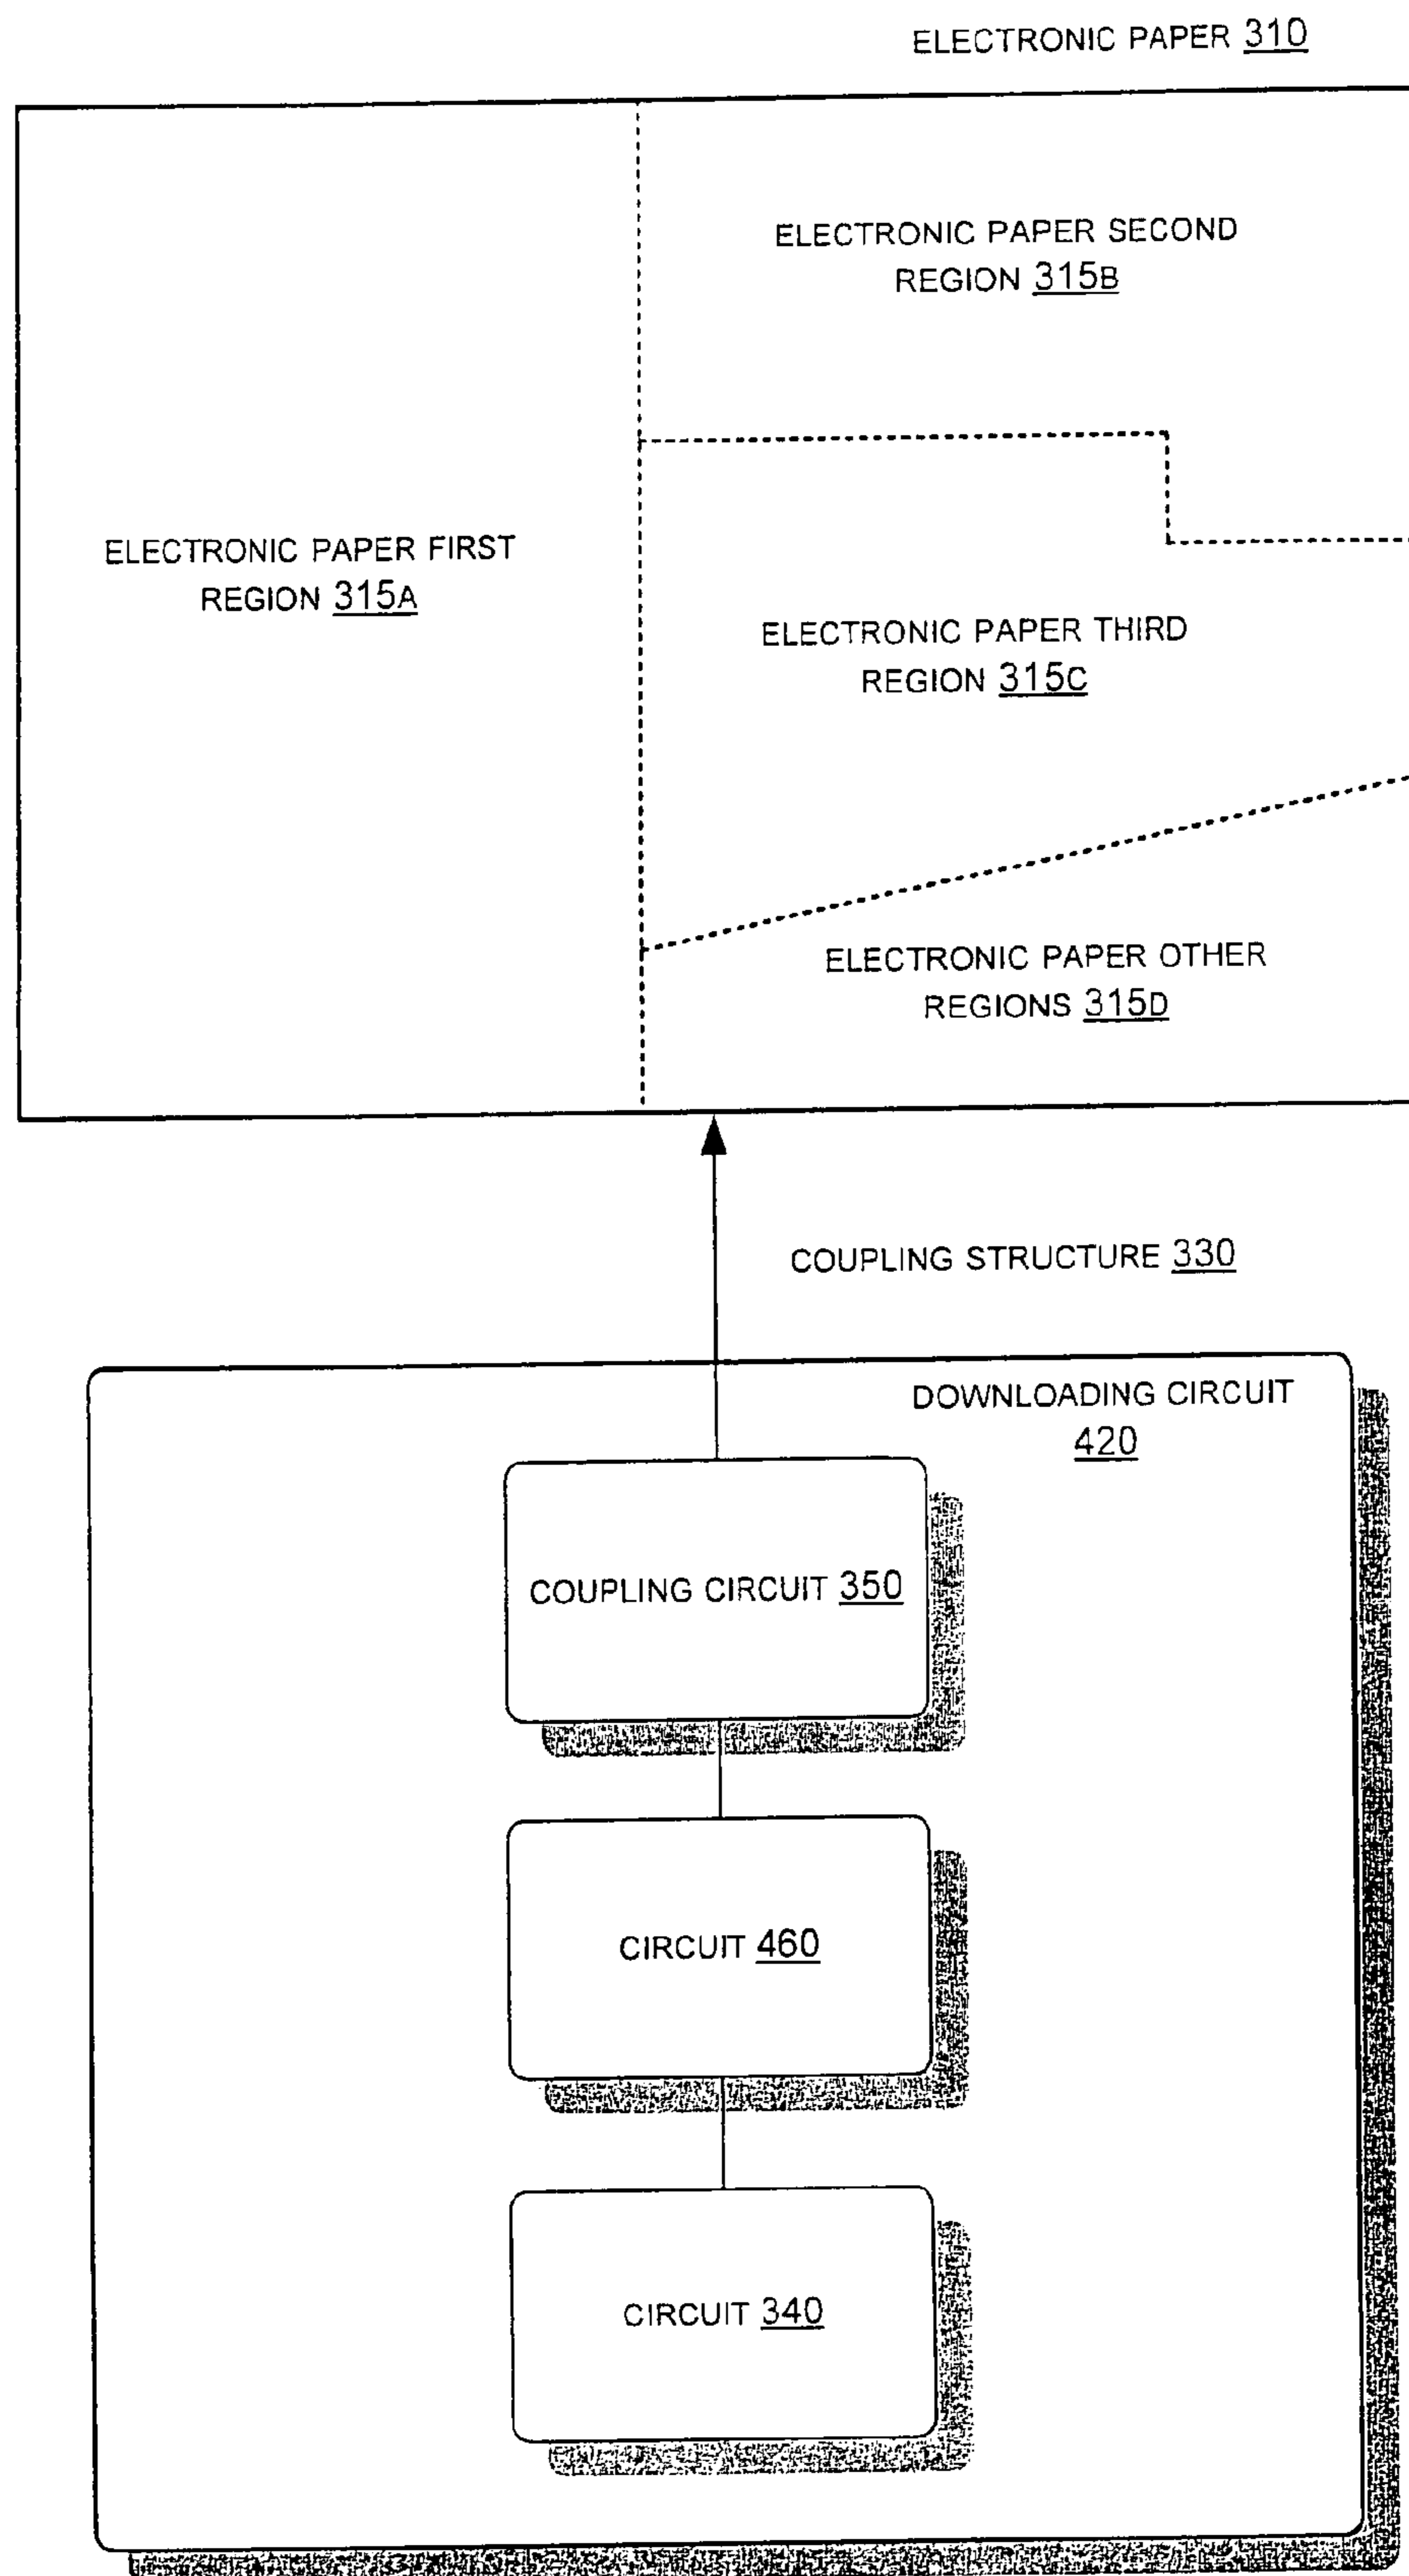 ELECTRONIC PAPER 310
ELECTRONIC PAPER SECOND
REGION 315B
ELECTRONIC PAPER FIRST
REGION 315A
ELECTRONIC PAPER THIRD
REGION 315C
ELECTRONIC PAPER OTHER
REGIONS 315D
COUPLING STRUCTURE 330
DOWNLOADING CIRCUIT
420
COUPLING CIRCUIT 350
CIRCUIT 460
CIRCUIT 340